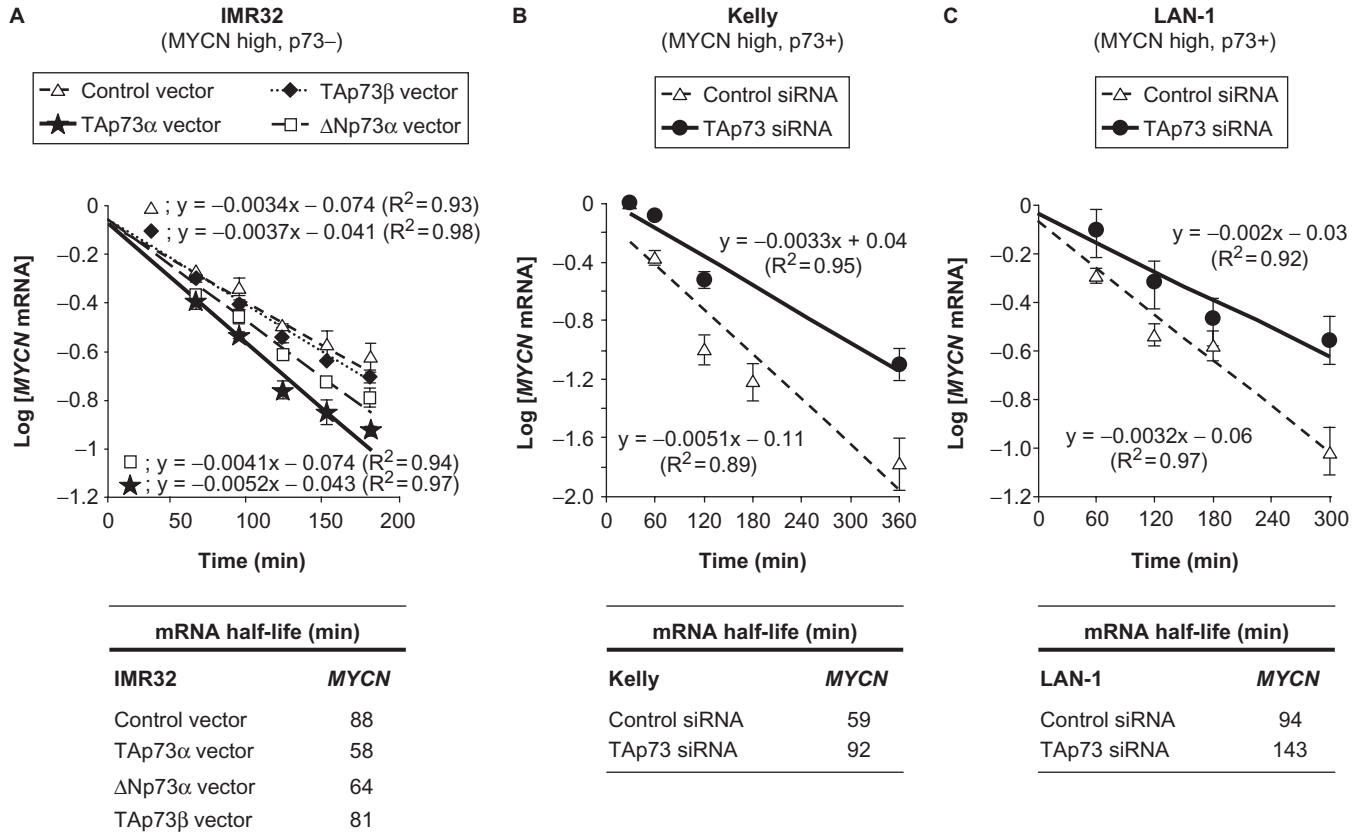 A
IMR32
(MYCN high, p73–)
Control vector
TAp73β vector
TAp73α vector
ΔNp73α vector
; y = –0.0034x – 0.074 (R²=0.93)
; y = –0.0037x – 0.041 (R²=0.98)
; y = –0.0041x – 0.074 (R²=0.94)
; y = –0.0052x – 0.043 (R²=0.97)
Log [MYCN mRNA]
0
–0.2
–0.4
–0.6
–0.8
–1
–1.2
0 50 100 150 200
Time (min)
mRNA half-life (min)
IMR32 MYCN
Control vector 88
TAp73α vector 58
ΔNp73α vector 64
TAp73β vector 81
B
Kelly
(MYCN high, p73+)
Control siRNA
TAp73 siRNA
y = –0.0033x + 0.04
(R²=0.95)
y = –0.0051x – 0.11
(R²=0.89)
Log [MYCN mRNA]
0
–0.4
–0.8
–1.2
–1.6
–2.0
0 60 120 180 240 300 360
Time (min)
mRNA half-life (min)
Kelly MYCN
Control siRNA 59
TAp73 siRNA 92
C
LAN-1
(MYCN high, p73+)
Control siRNA
TAp73 siRNA
y = –0.002x – 0.03
(R²=0.92)
y = –0.0032x – 0.06
(R²=0.97)
Log [MYCN mRNA]
0
–0.2
–0.4
–0.6
–0.8
–1.0
–1.2
0 60 120 180 240 300
Time (min)
mRNA half-life (min)
LAN-1 MYCN
Control siRNA 94
TAp73 siRNA 143